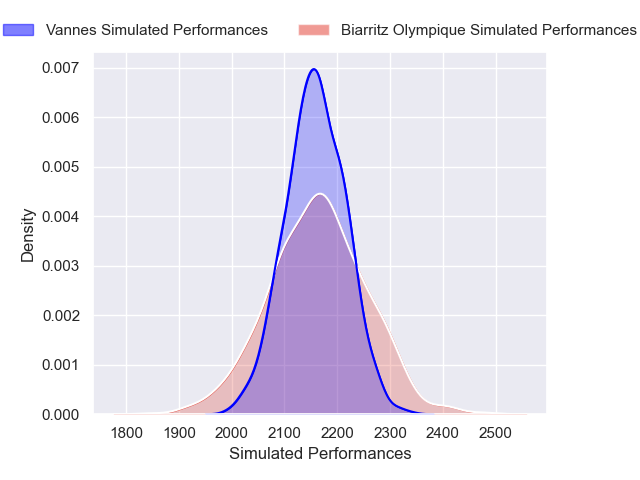 Vannes Simulated Performances Biarritz Olympique Simulated Performances
0.007
0.006
0.005
0.004
0.003
0.002
0.001
0.000
Density
1800 1900 2000 2100 2200 2300 2400 2500
Simulated Performances